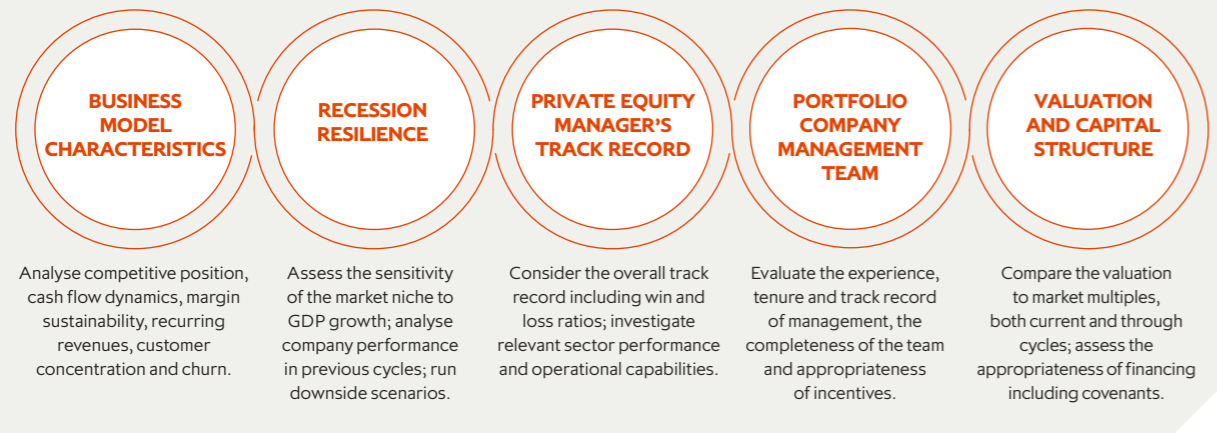 BUSINESS
MODEL
CHARACTERISTICS
Analyse competitive position,
cash flow dynamics, margin
sustainability, recurring
revenues, customer
concentration and churn.
RECESSION
RESILIENCE
Assess the sensitivity
of the market niche to
GDP growth; analyse
company performance
in previous cycles; run
downside scenarios.
PRIVATE EQUITY
MANAGER'S
TRACK RECORD
Consider the overall track
record including win and
loss ratios; investigate
relevant sector performance
and operational capabilities.
PORTFOLIO
COMPANY
MANAGEMENT
TEAM
Evaluate the experience,
tenure and track record
of management, the
completeness of the team
and appropriateness
of incentives.
VALUATION
AND CAPITAL
STRUCTURE
Compare the valuation
to market multiples,
both current and through
cycles; assess the
appropriateness of financing
including covenants.